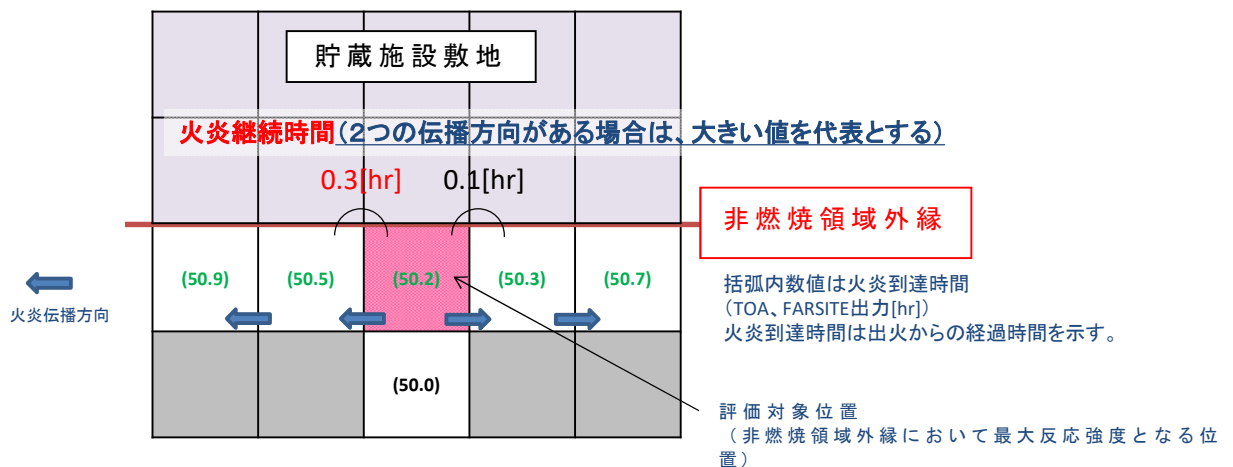 貯蔵施設敷地
火炎継続時間(2つの伝播方向がある場合は、大きい値を代表とする)
0.3[hr] 0.1[hr]
非燃焼領域外縁
(50.9) (50.5) (50.2) (50.3) (50.7)
火炎伝播方向
括弧内数値は火炎到達時間
(TOA、FARSITE出力[hr])
火炎到達時間は出火からの経過時間を示す。
(50.0)
評価対象位置
(非燃焼領域外縁において最大反応強度となる位
置)